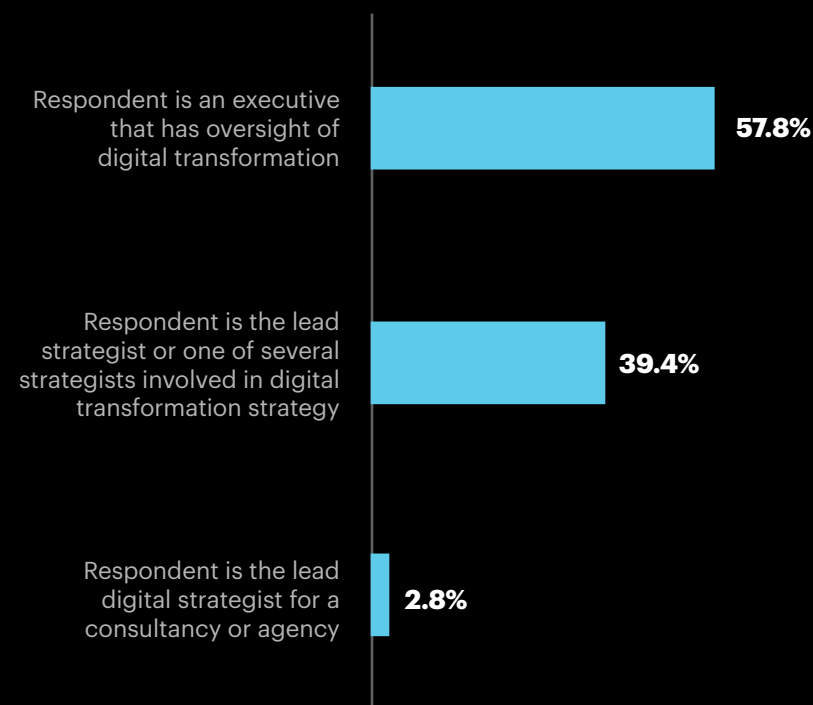 Respondent is an executive
that has oversight of
digital transformation
57.8%
Respondent is the lead
strategist or one of several
strategists involved in digital
transformation strategy
39.4%
Respondent is the lead
digital strategist for a
consultancy or agency
2.8%